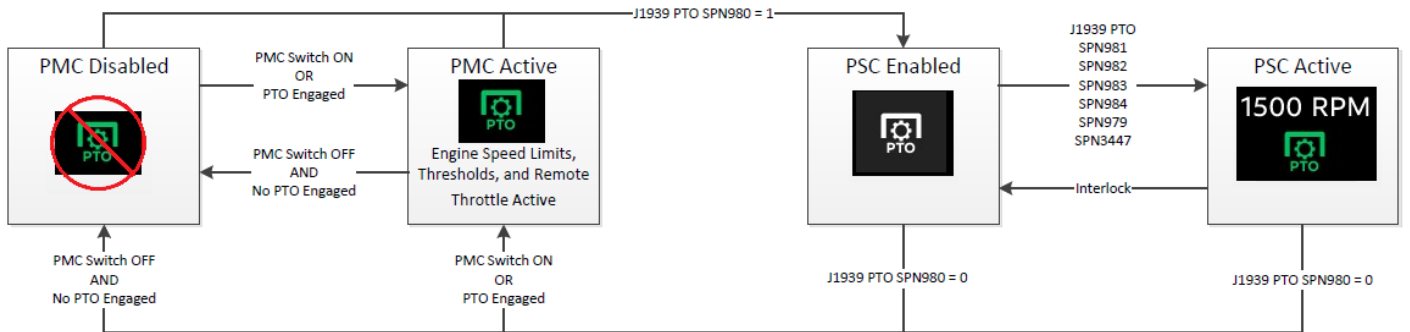 J1939 PTO SPN980 = 1
PMC Disabled
PTO
PMC Switch ON
OR
PTO Engaged
PMC Switch OFF
AND
No PTO Engaged
PMC Active
PTO
Engine Speed Limits,
Thresholds, and Remote
Throttle Active
PSC Enabled
PTO
J1939 PTO
SPN981
SPN982
SPN983
SPN984
SPN979
SPN3447
Interlock
PSC Active
1500 RPM
PTO
PMC Switch OFF
AND
No PTO Engaged
PMC Switch ON
OR
PTO Engaged
J1939 PTO SPN980 = 0
J1939 PTO SPN980 = 0